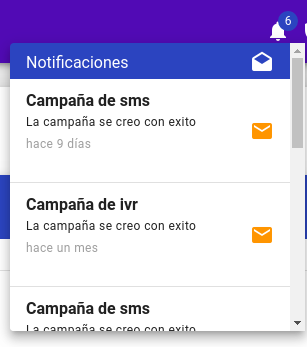 6
Notificaciones
Campaña de sms
La campaña se creo con exito
hace 9 días
Campaña de ivr
La campaña se creo con exito
hace un mes
Campaña de sms
La campaña se creo con exito